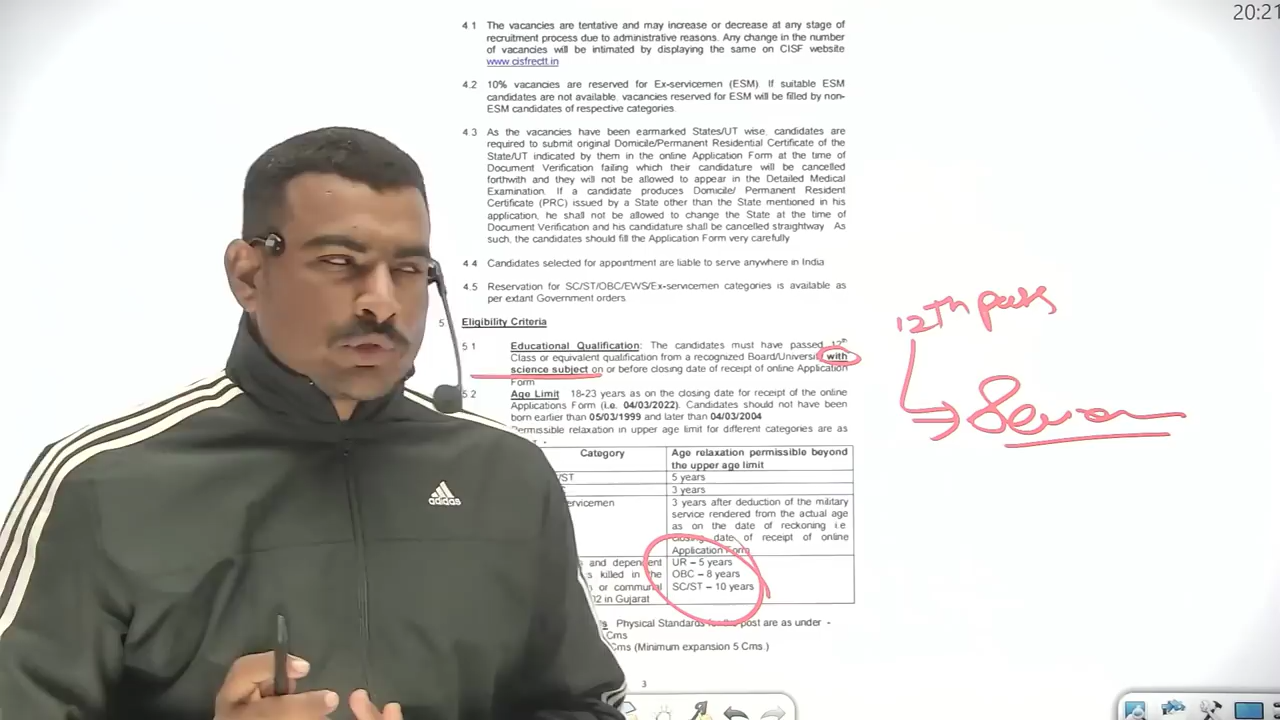 20:21
4.1 The vacancies are tentative and may increase or decrease at any stage of
recruitment process due to administrative reasons. Any change in the number
of vacancies will be intimated by displaying the same on CISF website
www.cisfrectt.in
4.2 10% vacancies are reserved for Ex-servicemen (ESM). If suitable ESM
candidates are not available, vacancies reserved for ESM will be filled by non-
ESM candidates of respective categories.
4.3 As the vacancies have been earmarked States/UT wise, candidates are
required to submit original Domicile/Permanent Residential Certificate of the
State/UT indicated by them in the online Application Form at the time of
Document Verification failing which their candidature will be cancelled
forthwith and they will not be allowed to appear in the Detailed Medical
Examination. If a candidate produces Domicile/ Permanent Resident
Certificate (PRC) issued by a State other than the State mentioned in his
application, he shall not be allowed to change the State at the time of
Document Verification and his candidature shall be cancelled straightway. As
such, the candidates should fill the Application Form very carefully
4.4 Candidates selected for appointment are liable to serve anywhere in India
4.5 Reservation for SC/ST/OBC/EWS/Ex-servicemen categories is available as
per extant Government orders
5 Eligibility Criteria
5.1 Educational Qualification: The candidates must have passed 12th
Class or equivalent qualification from a recognized Board/Universi with
science subject on or before closing date of receipt of online Application
Form
5.2 Age Limit 18-23 years as on the closing date for receipt of the online
Applications Form (i.e. 04/03/2022). Candidates should not have been
born earlier than 05/03/1999 and later than 04/03/2004
Permissible relaxation in upper age limit for different categories are as
Category Age relaxation permissible beyond
the upper age limit
/ST 5 years
3 years
ervicemen 3 years after deduction of the military
service rendered from the actual age
as on the date of reckoning i.e
closing date of receipt of online
Application Form
and dependent UR – 5 years
s killed in the OBC – 8 years
n or communal SC/ST – 10 years
02 in Gujarat
Physical Standards for the post are as under -
Cms
Cms (Minimum expansion 5 Cms.)
3
12th pass
adidas